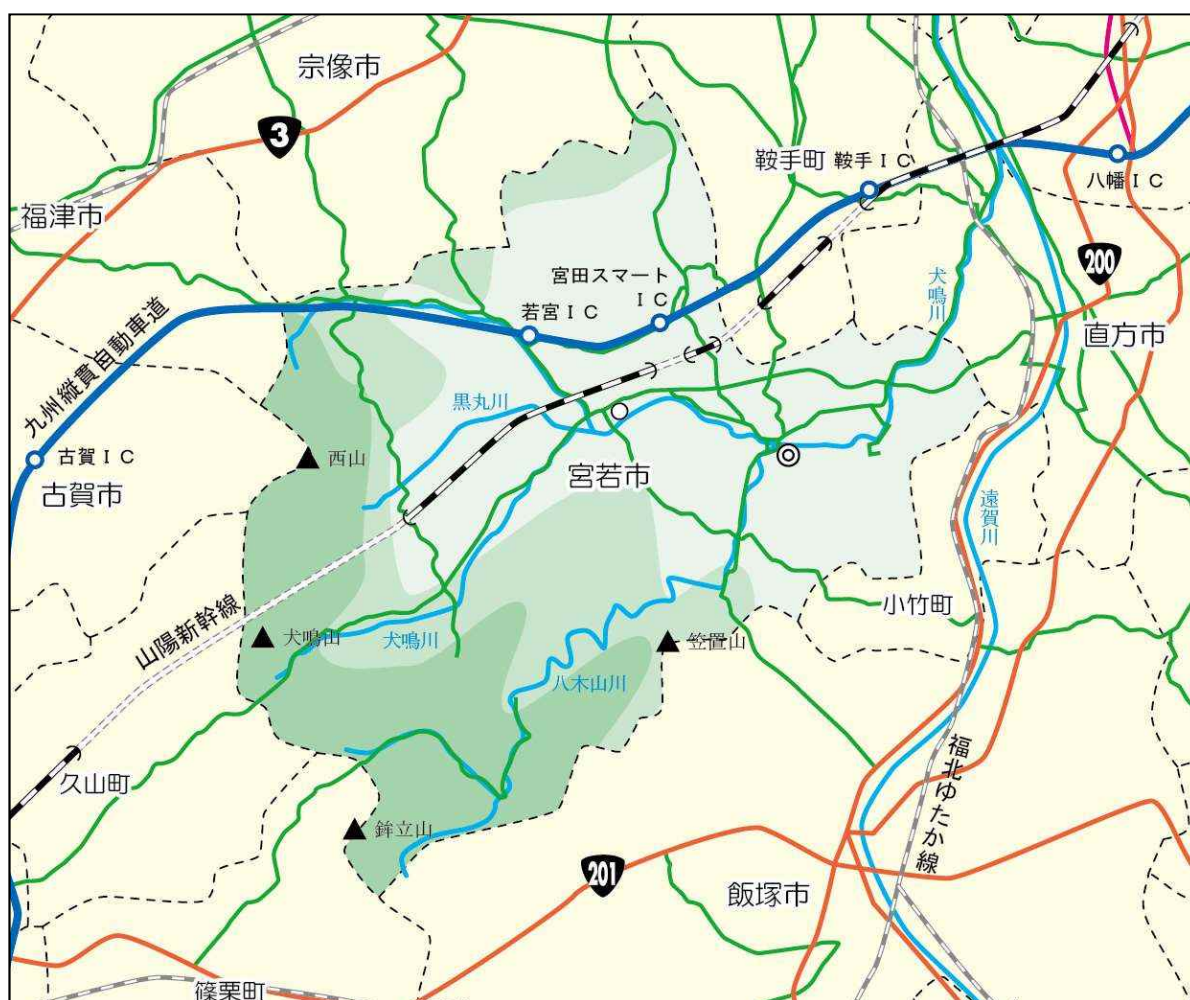 宗像市
3
鞍手町
鞍手IC
八幡IC
福津市
200
宮田スマート
IC
犬鳴川
若宮IC
直方市
九州縦貫自動車道
黒丸川
古賀IC
西山
古賀市
宮若市
遠賀川
小竹町
山陽新幹線
犬鳴山
犬鳴川
笠置山
八木山川
福北ゆたか線
久山町
鉾立山
201
飯塚市
篠栗町